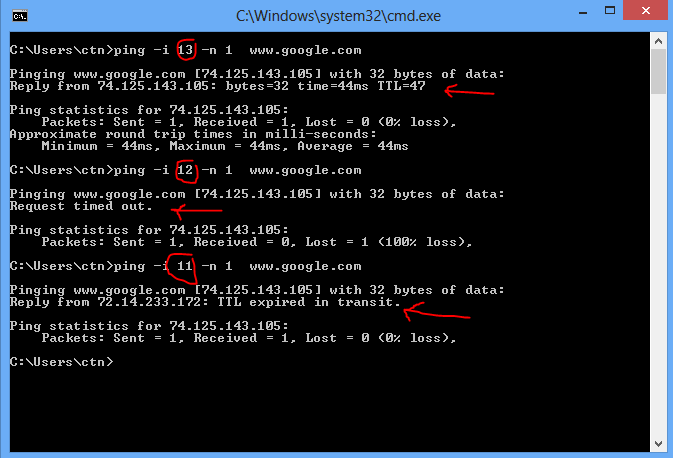 C:\Windows\system32\cmd.exe
C:\Users\ctn>ping -i 13 -n 1  www.google.com
Pinging www.google.com [74.125.143.105] with 32 bytes of data:
Reply from 74.125.143.105: bytes=32 time=44ms TTL=47
Ping statistics for 74.125.143.105:
    Packets: Sent = 1, Received = 1, Lost = 0 (0% loss),
Approximate round trip times in milli-seconds:
    Minimum = 44ms, Maximum = 44ms, Average = 44ms
C:\Users\ctn>ping -i 12 -n 1  www.google.com
Pinging www.google.com [74.125.143.105] with 32 bytes of data:
Request timed out.
Ping statistics for 74.125.143.105:
    Packets: Sent = 1, Received = 0, Lost = 1 (100% loss),
C:\Users\ctn>ping -i 11 -n 1  www.google.com
Pinging www.google.com [74.125.143.105] with 32 bytes of data:
Reply from 72.14.233.172: TTL expired in transit.
Ping statistics for 74.125.143.105:
    Packets: Sent = 1, Received = 1, Lost = 0 (0% loss),
C:\Users\ctn>